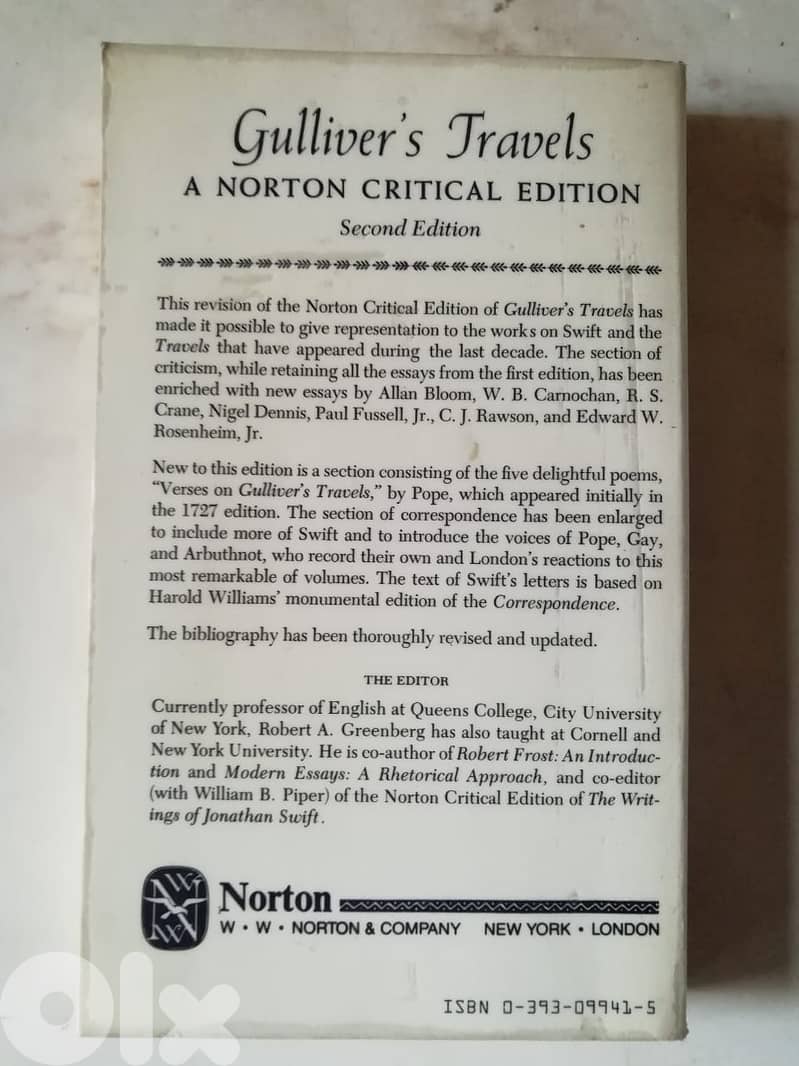 Gulliver's Travels
A NORTON CRITICAL EDITION
Second Edition
This revision of the Norton Critical Edition of Gulliver's Travels has
made it possible to give representation to the works on Swift and the
Travels that have appeared during the last decade. The section of
criticism, while retaining all the essays from the first edition, has been
enriched with new essays by Allan Bloom, W. B. Carnochan, R. S.
Crane, Nigel Dennis, Paul Fussell, Jr., C. J. Rawson, and Edward W.
Rosenheim, Jr.
New to this edition is a section consisting of the five delightful poems,
"Verses on Gulliver's Travels," by Pope, which appeared initially in
the 1727 edition. The section of correspondence has been enlarged
to include more of Swift and to introduce the voices of Pope, Gay,
and Arbuthnot, who record their own and London's reactions to this
most remarkable of volumes. The text of Swift's letters is based on
Harold Williams' monumental edition of the Correspondence.
The bibliography has been thoroughly revised and updated.
THE EDITOR
Currently professor of English at Queens College, City University
of New York, Robert A. Greenberg has also taught at Cornell and
New York University. He is co-author of Robert Frost: An Introduc-
tion and Modern Essays: A Rhetorical Approach, and co-editor
(with William B. Piper) of the Norton Critical Edition of The Writ-
ings of Jonathan Swift.
Norton
W · W · NORTON & COMPANY NEW YORK · LONDON
ISBN 0-393-09941-5
olx